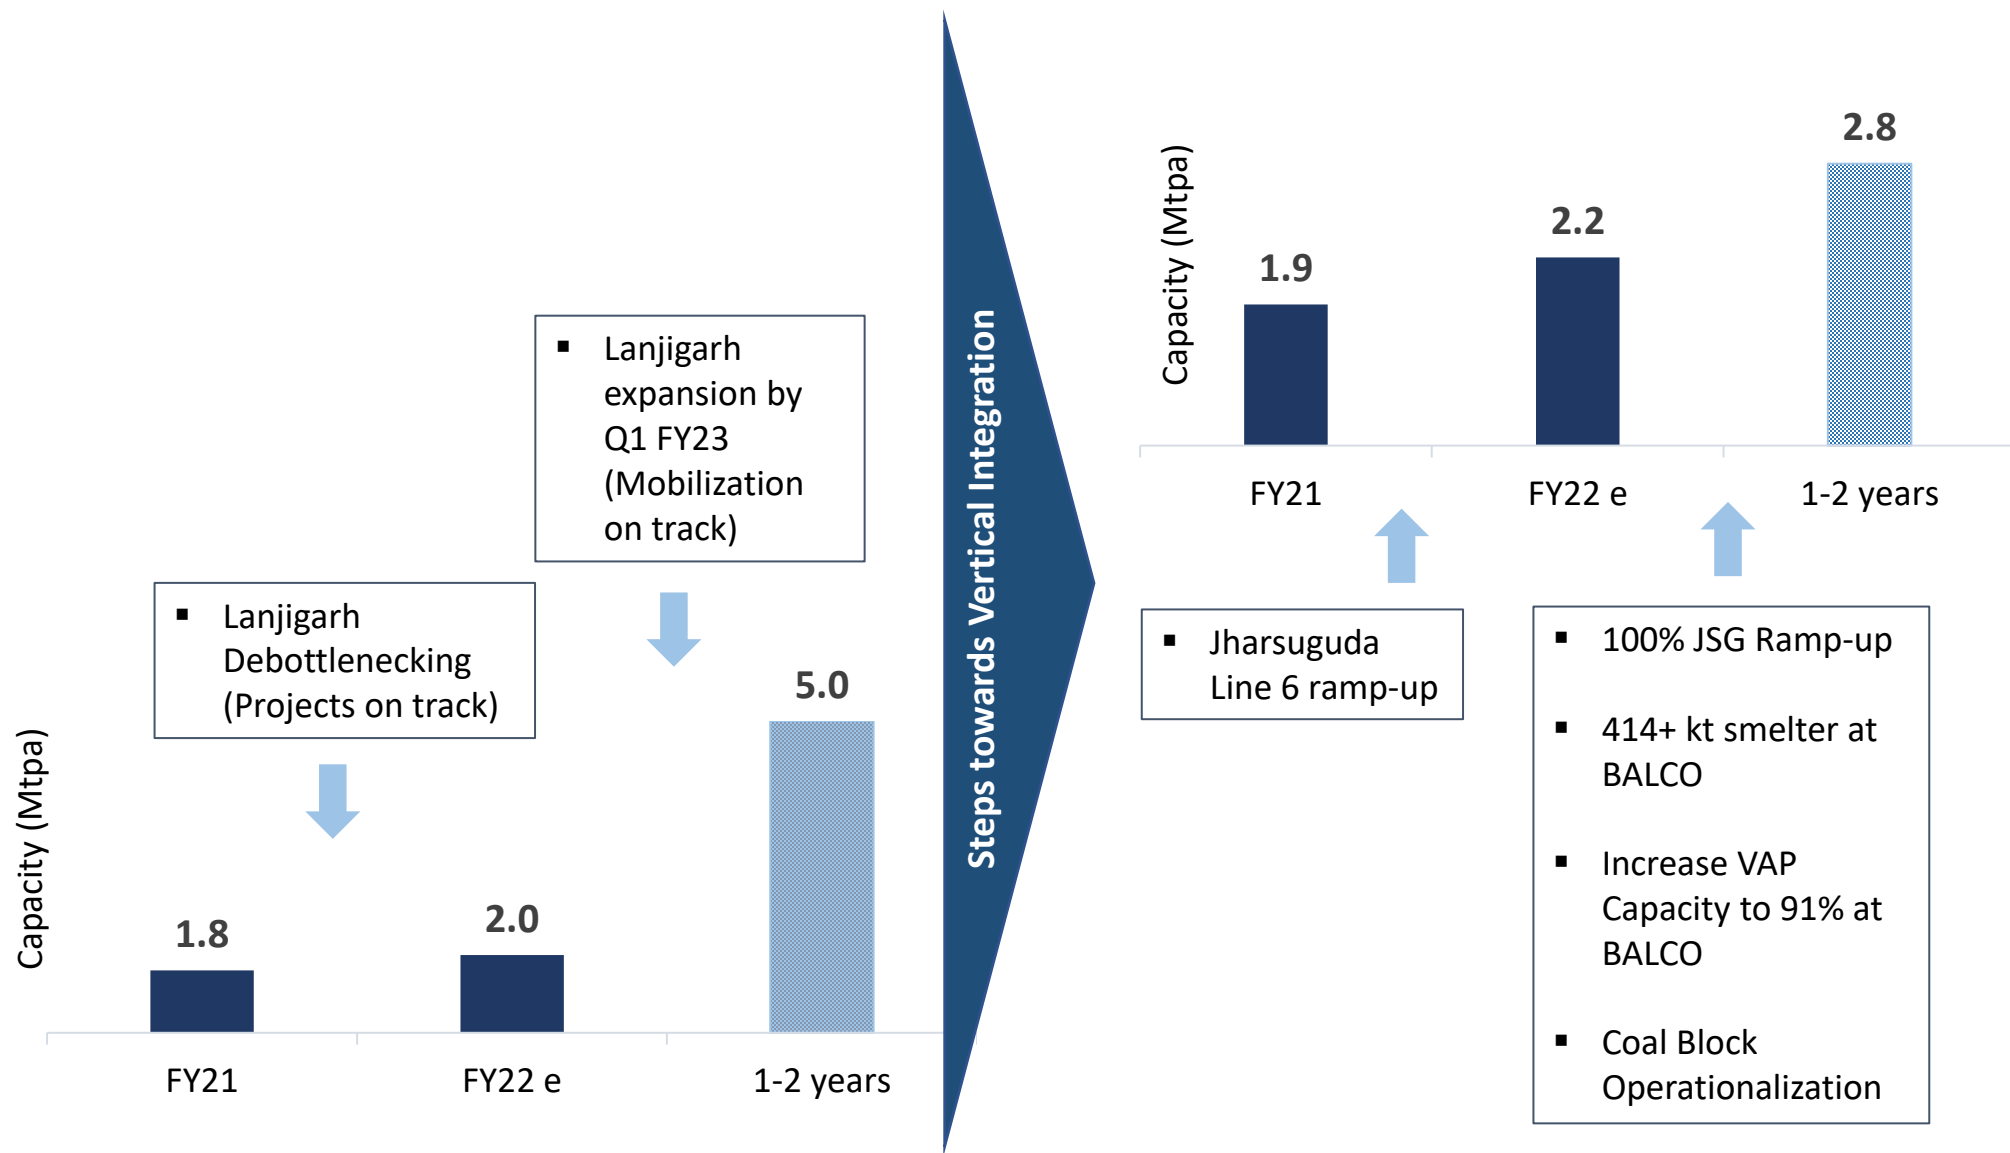 Capacity (Mtpa)
▪ Lanjigarh
Debottlenecking
(Projects on track)
▪ Lanjigarh
expansion by
Q1 FY23
(Mobilization
on track)
1.8
2.0
5.0
FY21
FY22 e
1-2 years
Steps towards Vertical Integration
Capacity (Mtpa)
1.9
2.2
2.8
FY21
FY22 e
1-2 years
▪ Jharsuguda
Line 6 ramp-up
▪ 100% JSG Ramp-up
▪ 414+ kt smelter at
BALCO
▪ Increase VAP
Capacity to 91% at
BALCO
▪ Coal Block
Operationalization